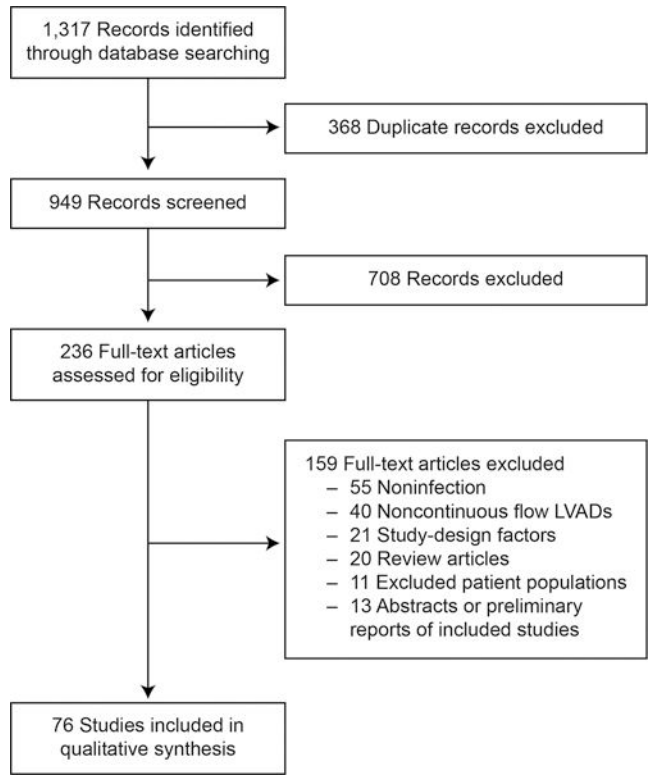 1,317 Records identified
through database searching
368 Duplicate records excluded
949 Records screened
708 Records excluded
236 Full-text articles
assessed for eligibility
159 Full-text articles excluded
– 55 Noninfection
– 40 Noncontinuous flow LVADs
– 21 Study-design factors
– 20 Review articles
– 11 Excluded patient populations
– 13 Abstracts or preliminary
reports of included studies
76 Studies included in
qualitative synthesis